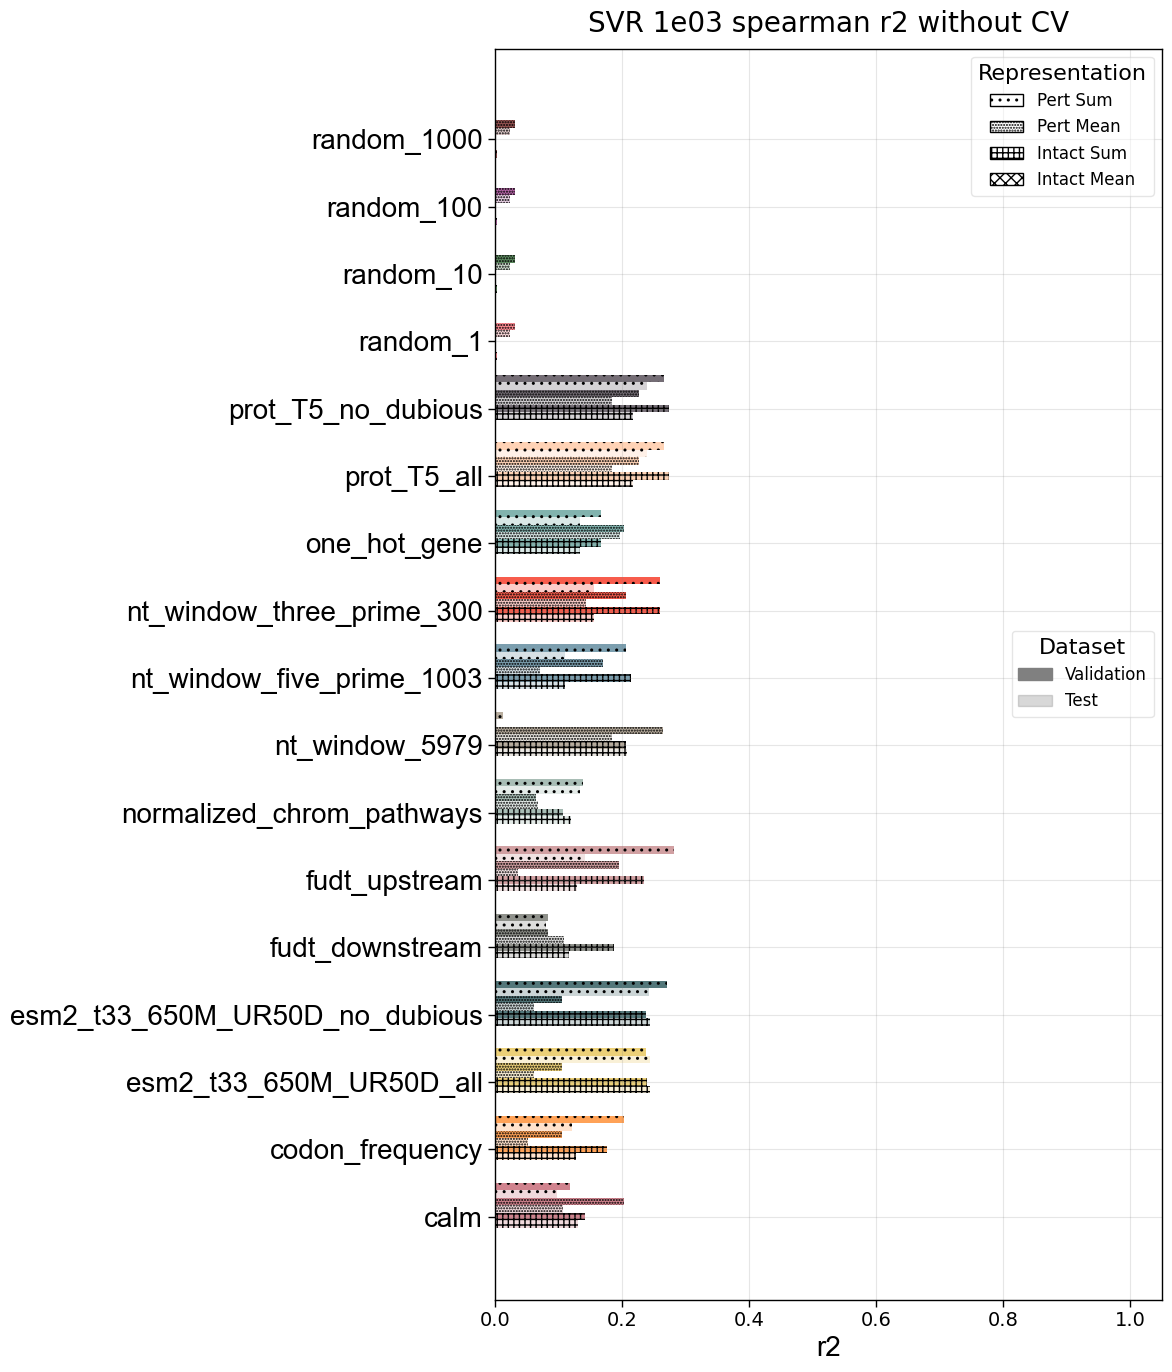 SVR 1e03 spearman r2 without CV
Representation
Pert Sum
Pert Mean
Intact Sum
Intact Mean
random_1000
random_100
random_10
random_1
prot_T5_no_dubious
prot_T5_all
one_hot_gene
nt_window_three_prime_300
nt_window_five_prime_1003
nt_window_5979
normalized_chrom_pathways
fudt_upstream
fudt_downstream
esm2_t33_650M_UR50D_no_dubious
esm2_t33_650M_UR50D_all
codon_frequency
calm
Dataset
Validation
Test
0.0 0.2 0.4 0.6 0.8 1.0
r2